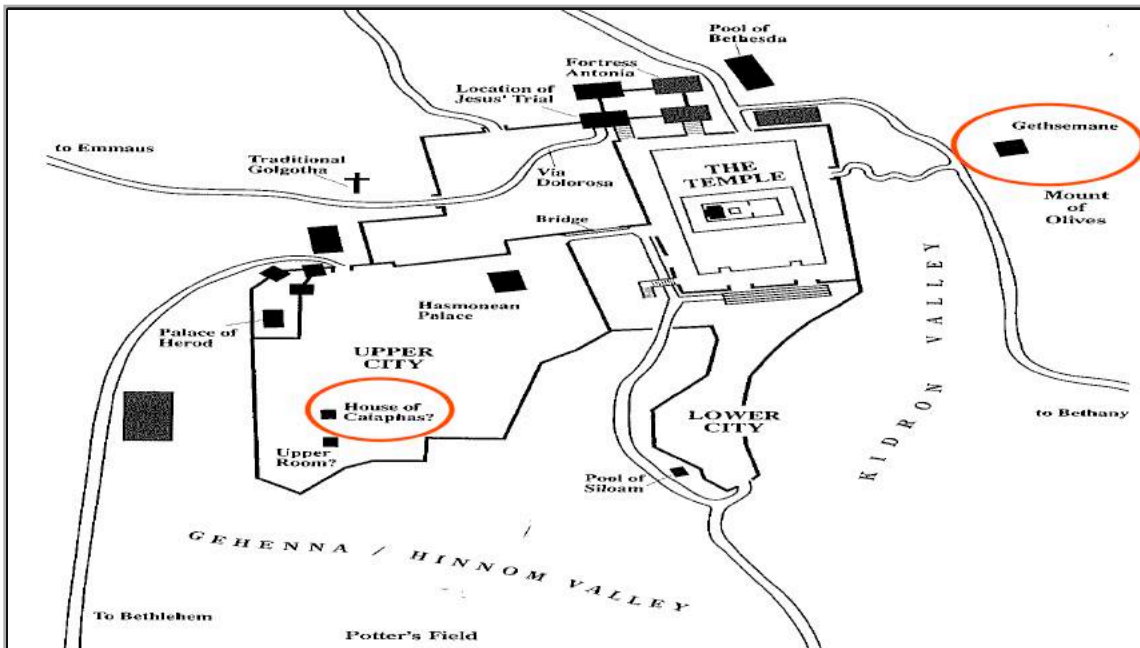 Pool of
Bethesda
Fortress
Antonia
Location of
Jesus' Trial
Gethsemane
to Emmaus
Traditional
Golgotha
Via
Dolorosa
THE
TEMPLE
Mount
of
Olives
Bridge
Hasmonean
Palace
Palace of
Herod
UPPER
CITY
KIDRON VALLEY
House of
Cataphas?
LOWER
CITY
to Bethany
Upper
Room?
Pool of
Siloam
GEHENNA / HINNOM VALLEY
To Bethlehem
Potter's Field